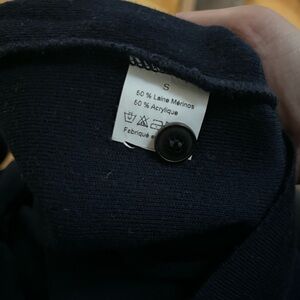 S
50 % Laine Mérinos
50 % Acrylique
Fabriqué